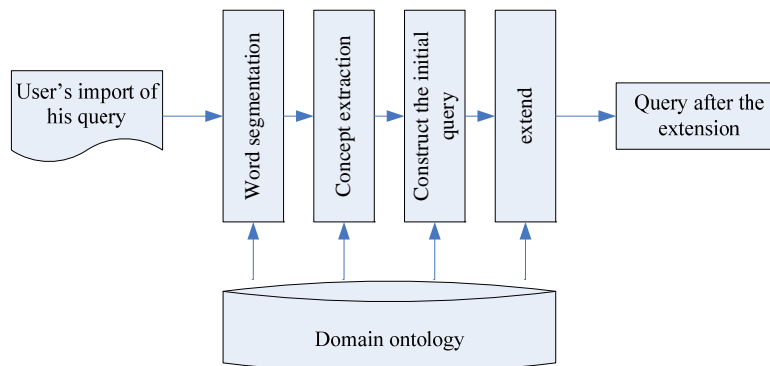 User's import of
his query
Word segmentation
Concept extraction
Construct the initial
query
extend
Query after the
extension
Domain ontology